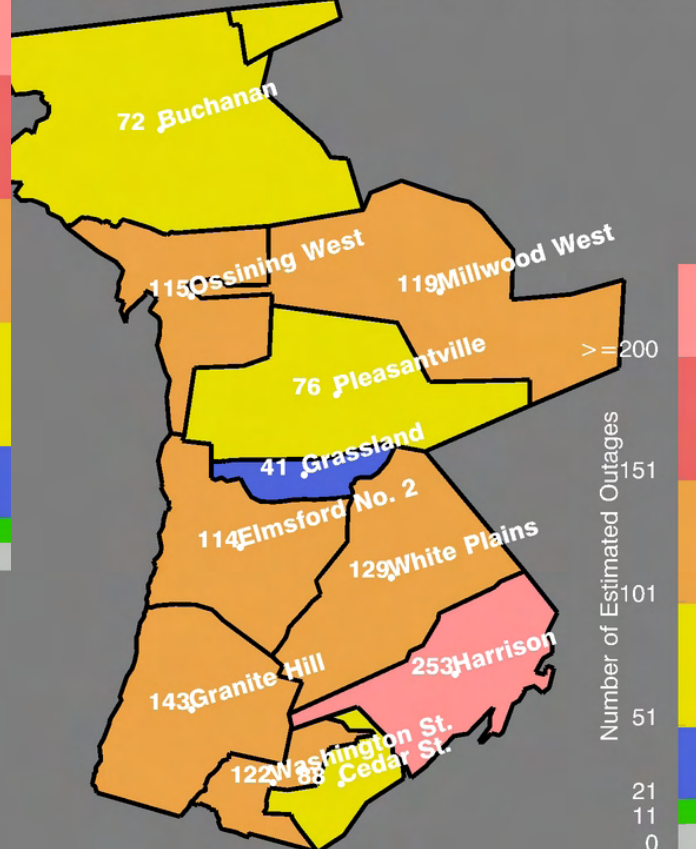 72 Buchanan
115 Ossining West
119 Millwood West
>=200
76 Pleasantville
41 Grassland
151
114 Elmsford No. 2
129 White Plains
Number of Estimated Outages
101
253 Harrison
143 Granite Hill
51
122 Washington St.
88 Cedar St.
21
11
0